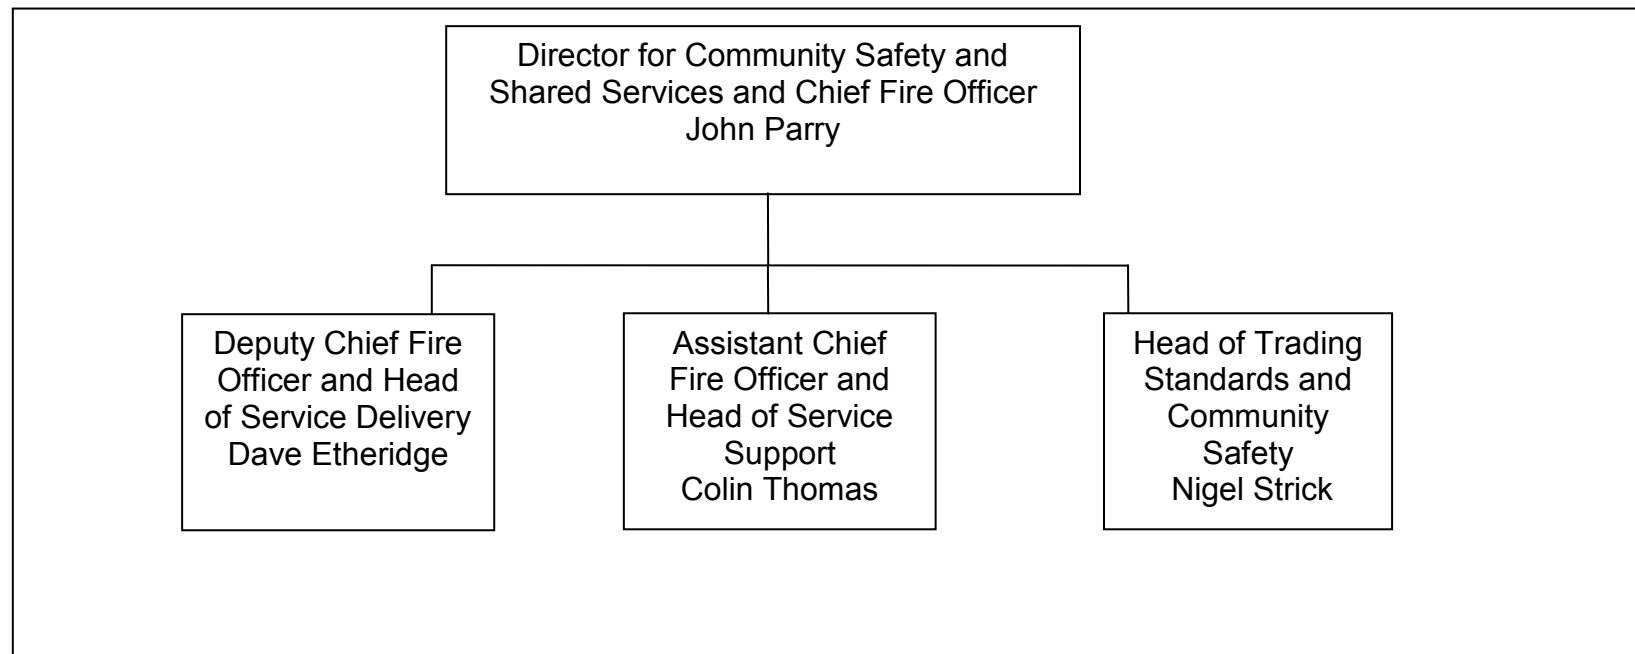 Director for Community Safety and
Shared Services and Chief Fire Officer
John Parry
Deputy Chief Fire
Officer and Head
of Service Delivery
Dave Etheridge
Assistant Chief
Fire Officer and
Head of Service
Support
Colin Thomas
Head of Trading
Standards and
Community
Safety
Nigel Strick